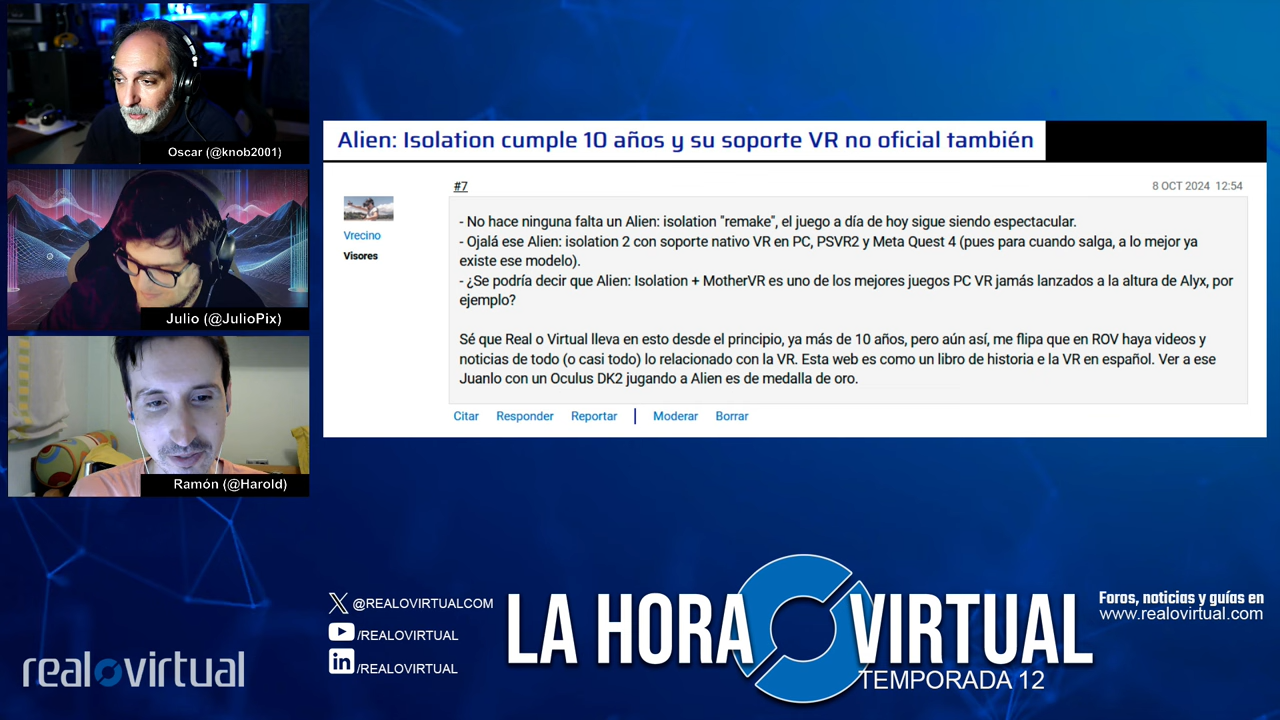 Oscar (@knob2001)
Julio (@JulioPix)
Ramón (@Harold)
Alien: Isolation cumple 10 años y su soporte VR no oficial también
#7
8 OCT 2024 12:54
Vrecino
Visores
- No hace ninguna falta un Alien: isolation "remake", el juego a día de hoy sigue siendo espectacular.
- Ojalá ese Alien: isolation 2 con soporte nativo VR en PC, PSVR2 y Meta Quest 4 (pues para cuando salga, a lo mejor ya
existe ese modelo).
- ¿Se podría decir que Alien: Isolation + MotherVR es uno de los mejores juegos PC VR jamás lanzados a la altura de Alyx, por
ejemplo?
Sé que Real o Virtual lleva en esto desde el principio, ya más de 10 años, pero aún así, me flipa que en ROV haya videos y
noticias de todo (o casi todo) lo relacionado con la VR. Esta web es como un libro de historia e la VR en español. Ver a ese
Juanlo con un Oculus DK2 jugando a Alien es de medalla de oro.
Citar Responder Reportar | Moderar Borrar
@REALOVIRTUALCOM
/REALOVIRTUAL
/REALOVIRTUAL
LA HORA VIRTUAL
TEMPORADA 12
Foros, noticias y guías en
www.realovirtual.com
realovirtual